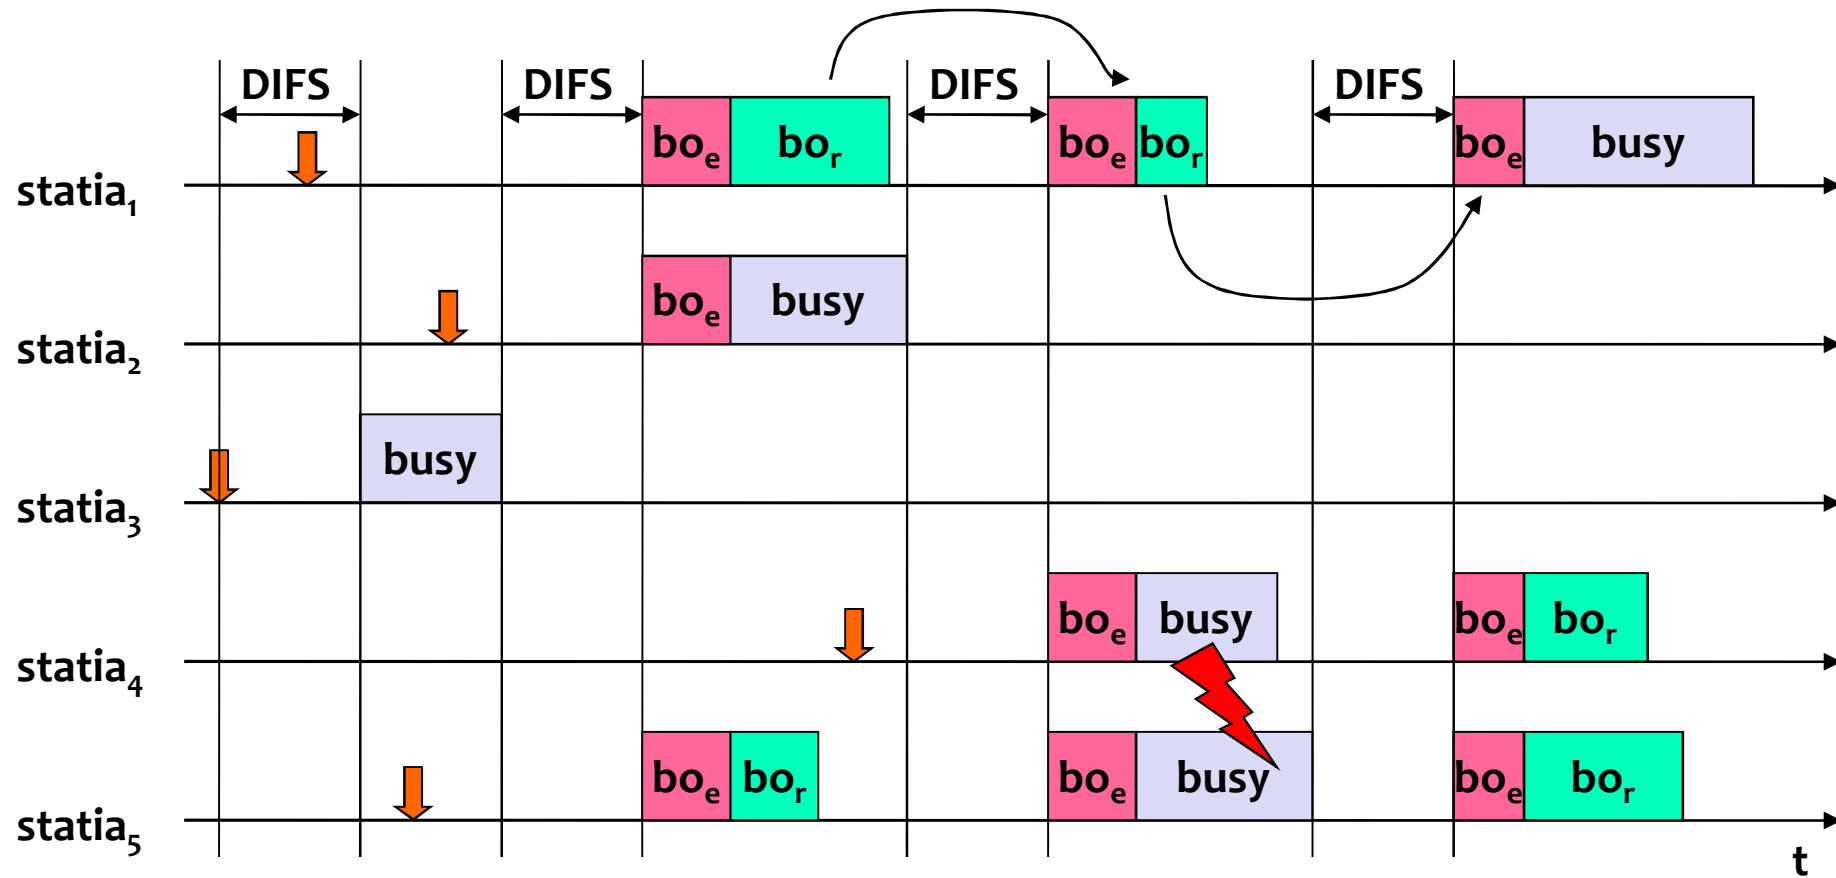 DIFS DIFS DIFS DIFS
statia1 boe bor boe bor boe busy
statia2 boe busy
statia3 busy
statia4 boe busy boe bor
statia5 boe bor boe busy boe bor
t